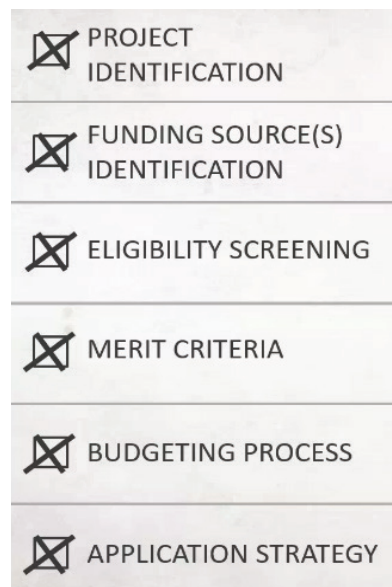 PROJECT
IDENTIFICATION
FUNDING SOURCE(S)
IDENTIFICATION
ELIGIBILITY SCREENING
MERIT CRITERIA
BUDGETING PROCESS
APPLICATION STRATEGY